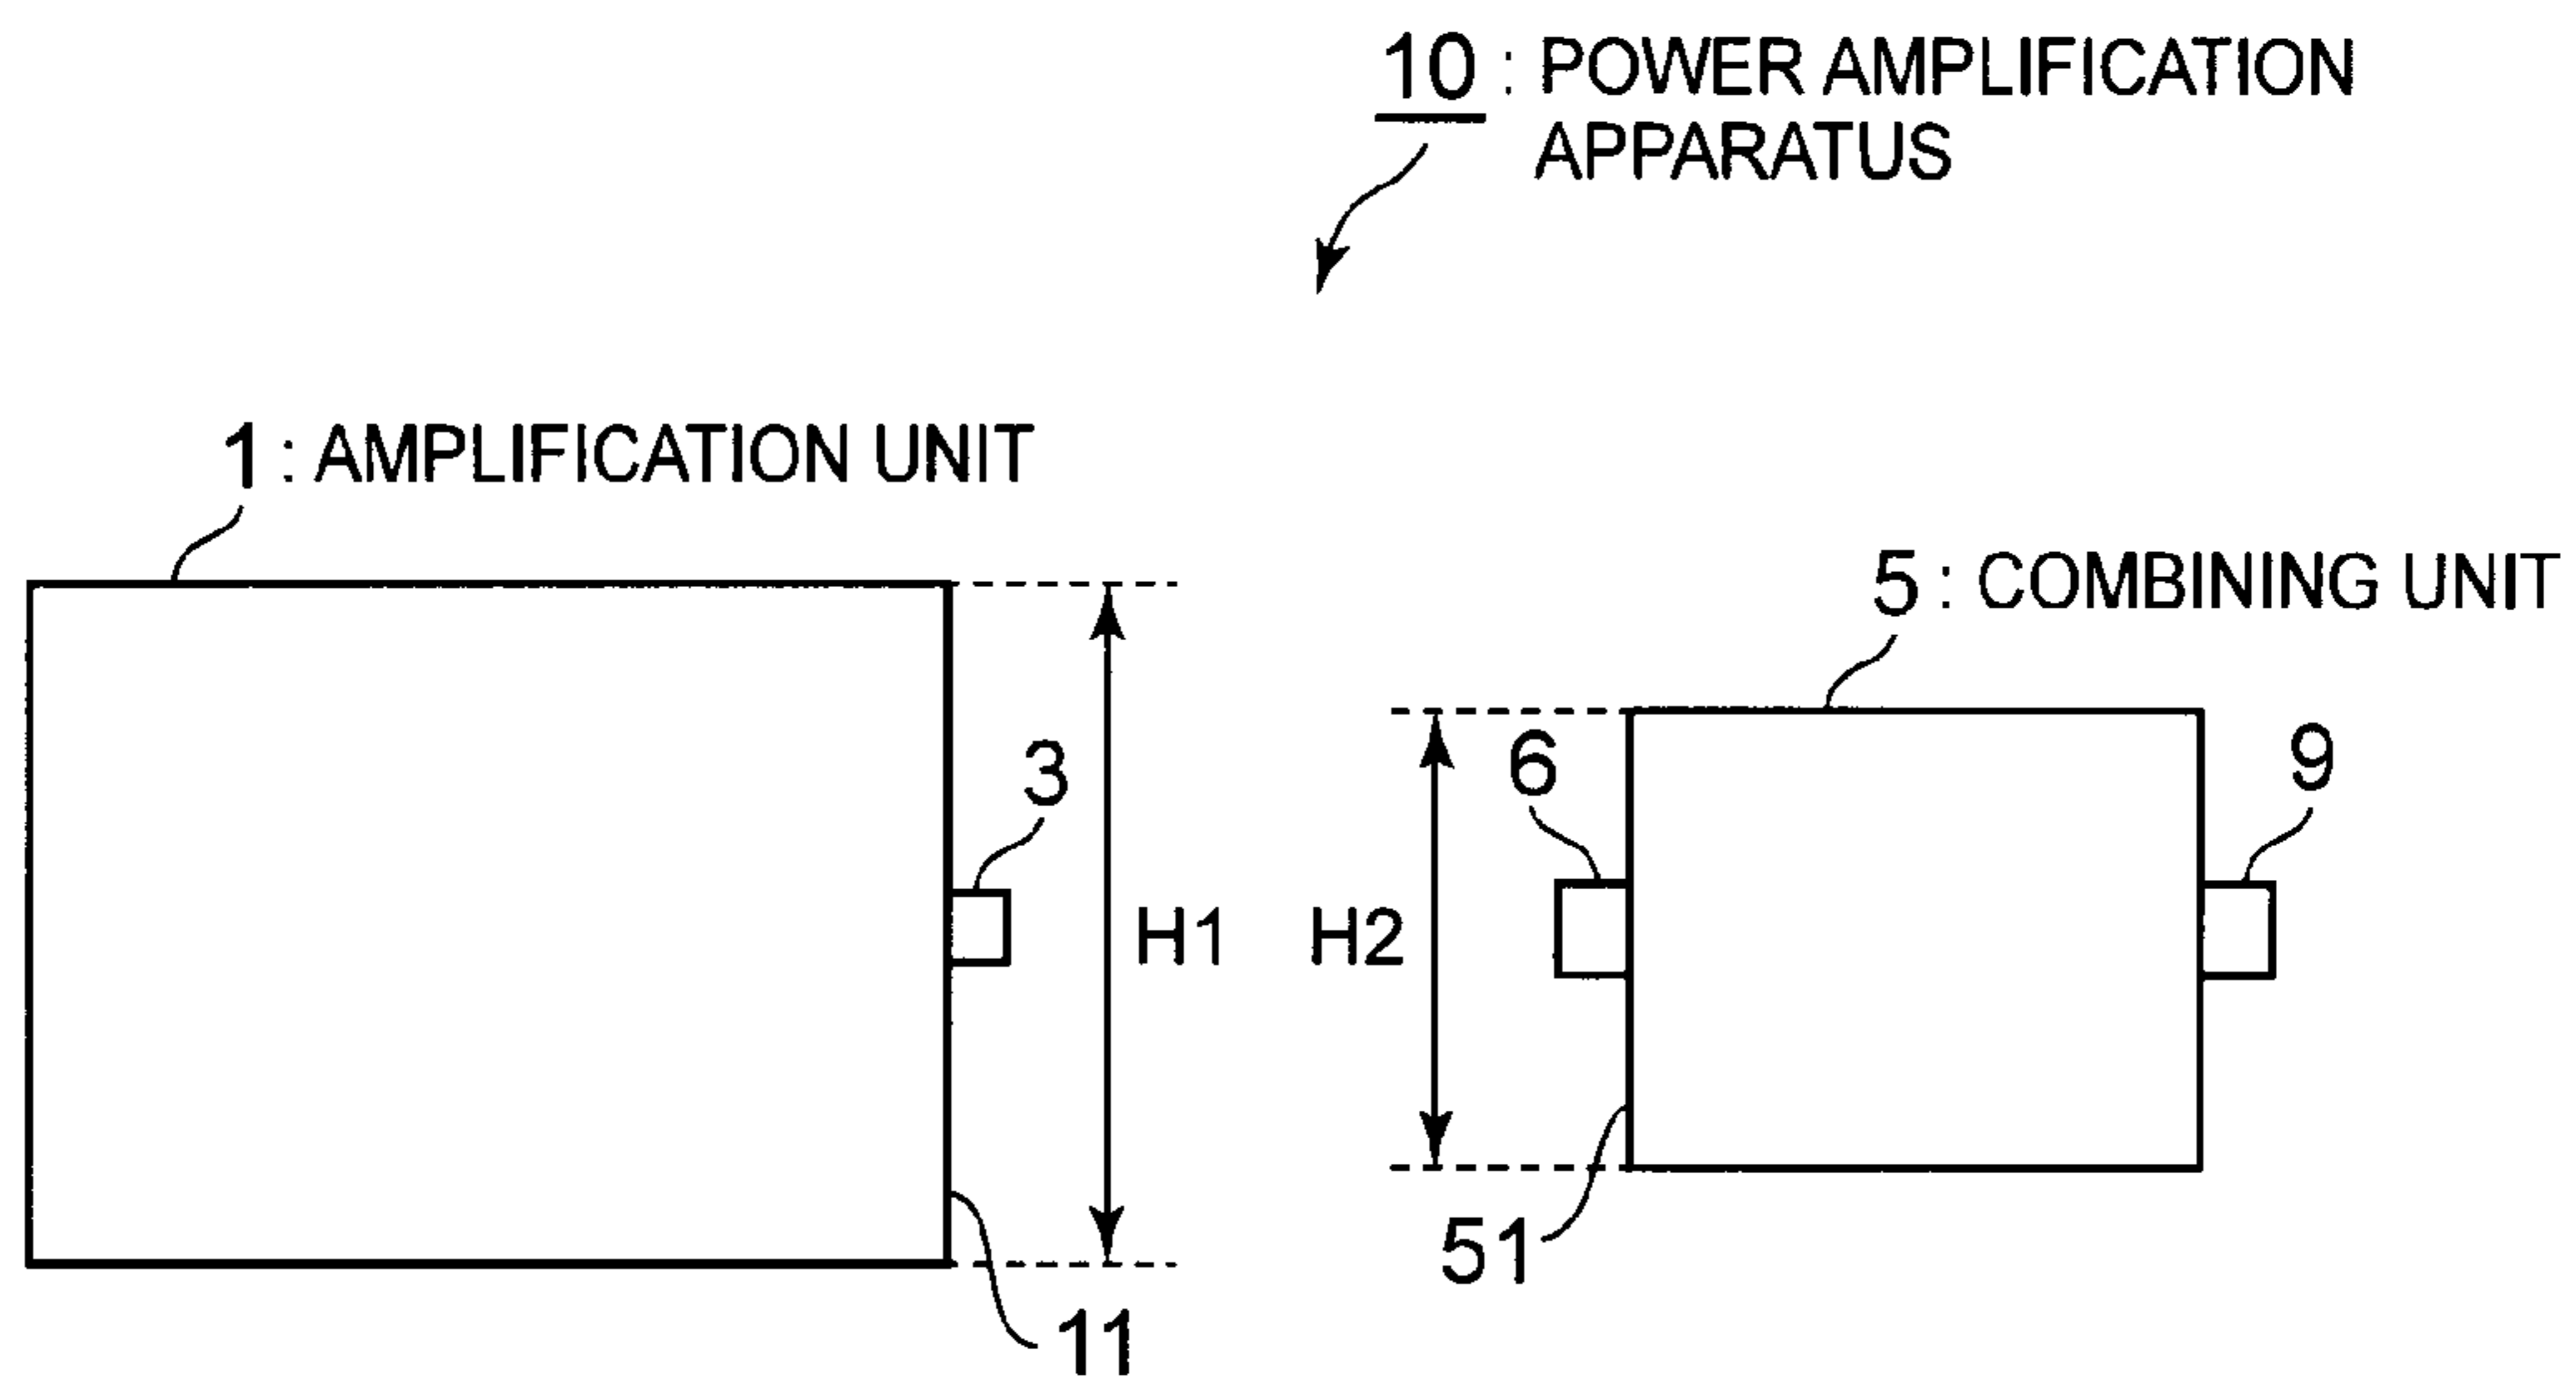 10 : POWER AMPLIFICATION
APPARATUS
1 : AMPLIFICATION UNIT
5 : COMBINING UNIT
3
6
9
H1
H2
51
11